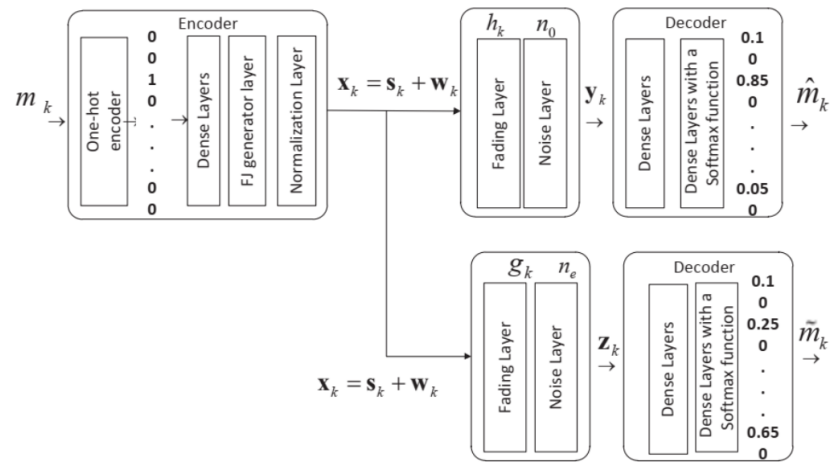 Encoder
m_k
One-hot encoder
0
0
1
0
.
.
.
0
0
Dense Layers
FJ generator layer
Normalization Layer
x_k = s_k + w_k
h_k n_0
Fading Layer
Noise Layer
y_k
Decoder
Dense Layers
Dense Layers with a
Softmax function
0.1
0
0.85
0
.
.
.
0.05
0
m̂_k
x_k = s_k + w_k
g_k n_e
Fading Layer
Noise Layer
z_k
Decoder
Dense Layers
Dense Layers with a
Softmax function
0.1
0
0.25
0
.
.
.
0.65
0
m̃_k